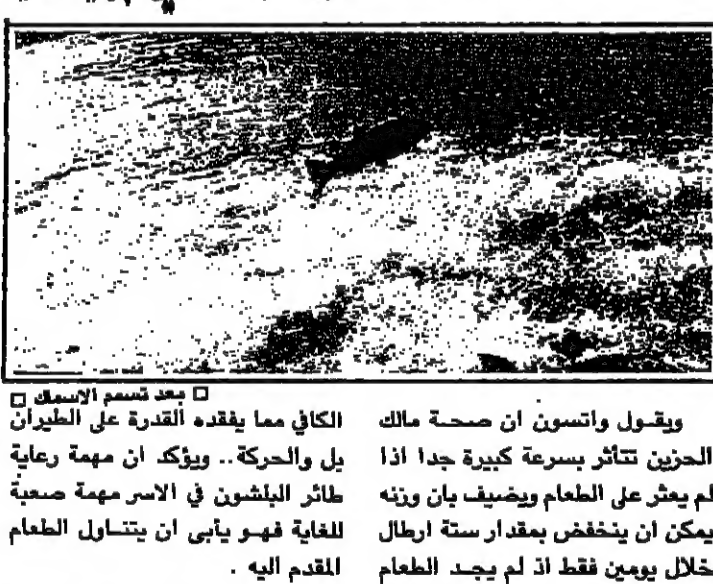 □ بعد تسمم الاسماك □
ويقول واتسون ان صحة مالك
الحزين تتأثر بسرعة كبيرة جدا اذا
لم يعثر على الطعام ويضيف بان وزنه
يمكن ان ينخفض بمقدار ستة ارطال
خلال يومين فقط اذ لم يجد الطعام
الكافي مما يفقده القدرة على الطيران
بل والحركة.. ويؤكد ان مهمة رعاية
طائر البلشون في الاسر مهمة صعبة
للغاية فهو يأبى ان يتناول الطعام
المقدم اليه .